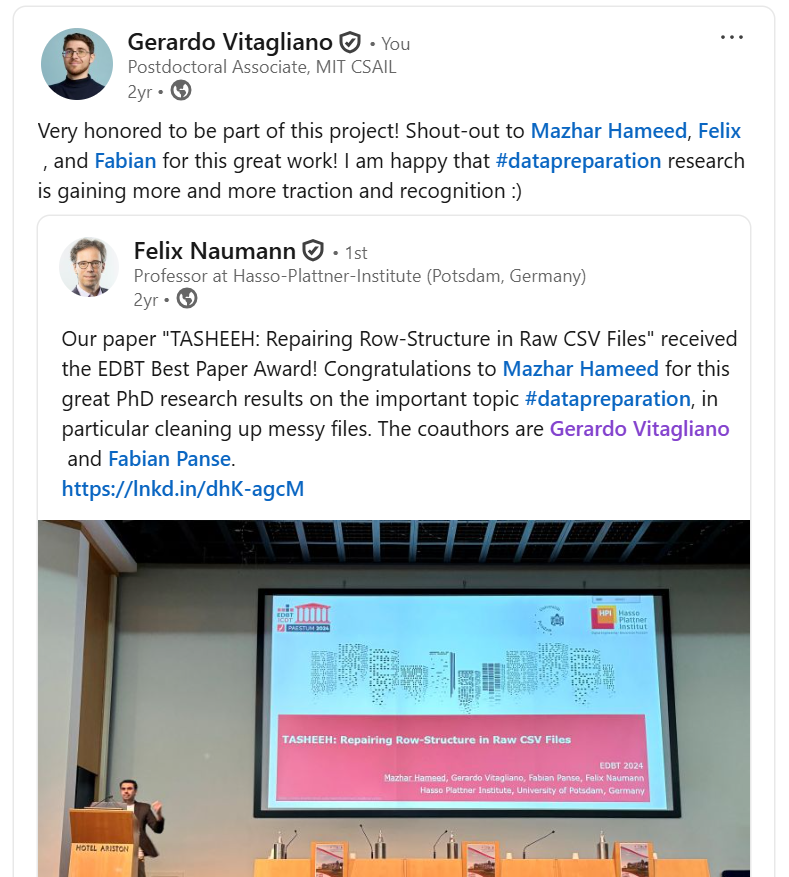 Gerardo Vitagliano • You
Postdoctoral Associate, MIT CSAIL
2yr •
Very honored to be part of this project! Shout-out to Mazhar Hameed, Felix
, and Fabian for this great work! I am happy that #datapreparation research
is gaining more and more traction and recognition :)
Felix Naumann • 1st
Professor at Hasso-Plattner-Institute (Potsdam, Germany)
2yr •
Our paper "TASHEEH: Repairing Row-Structure in Raw CSV Files" received
the EDBT Best Paper Award! Congratulations to Mazhar Hameed for this
great PhD research results on the important topic #datapreparation, in
particular cleaning up messy files. The coauthors are Gerardo Vitagliano
and Fabian Panse.
https://lnkd.in/dhK-agcM
EDBT
ICDT
PAESTUM 2024
HPI
Hasso
Plattner
Institut
TASHEEH: Repairing Row-Structure in Raw CSV Files
EDBT 2024
Mazhar Hameed, Gerardo Vitagliano, Fabian Panse, Felix Naumann
Hasso Plattner Institute, University of Potsdam, Germany
HOTEL ARISTON